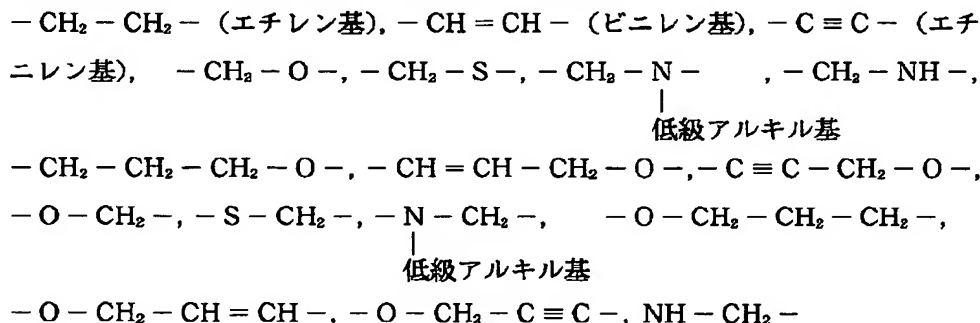 －CH₂－CH₂－ (エチレン基), －CH＝CH－ (ビニレン基), －C≡C－ (エチ
ニレン基), －CH₂－O－, －CH₂－S－, －CH₂－N－ , －CH₂－NH－,
|
低級アルキル基
－CH₂－CH₂－CH₂－O－, －CH＝CH－CH₂－O－,－C≡C－CH₂－O－,
－O－CH₂－, －S－CH₂－, －N－CH₂－, －O－CH₂－CH₂－CH₂－,
|
低級アルキル基
－O－CH₂－CH＝CH－, －O－CH₂－C≡C－, NH－CH₂－